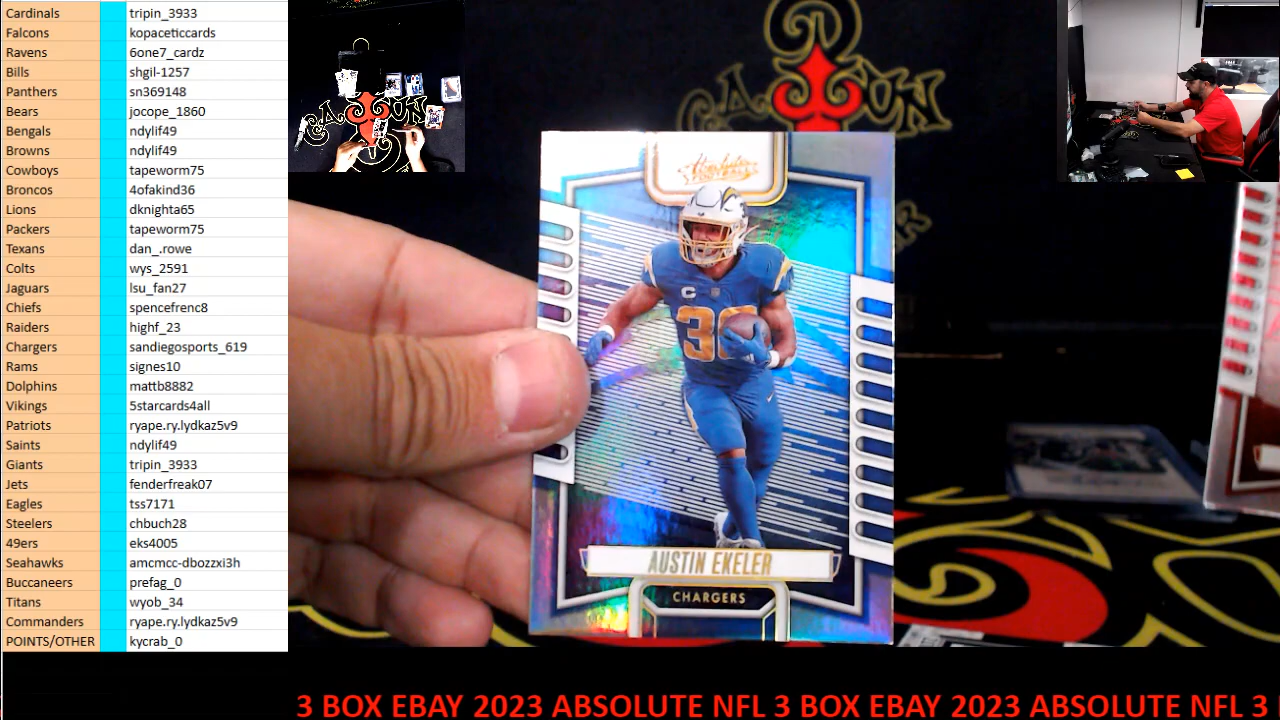 Cardinals tripin_3933
Falcons kopaceticcards
Ravens 6one7_cardz
Bills shgil-1257
Panthers sn369148
Bears jocope_1860
Bengals ndylif49
Browns ndylif49
Cowboys tapeworm75
Broncos 4ofakind36
Lions dknighta65
Packers tapeworm75
Texans dan_.rowe
Colts wys_2591
Jaguars lsu_fan27
Chiefs spencefrenc8
Raiders highf_23
Chargers sandiegosports_619
Rams signes10
Dolphins mattb8882
Vikings 5starcards4all
Patriots ryape.ry.lydkaz5v9
Saints ndylif49
Giants tripin_3933
Jets fenderfreak07
Eagles tss7171
Steelers chbuch28
49ers eks4005
Seahawks amcmcc-dbozzxi3h
Buccaneers prefag_0
Titans wyob_34
Commanders ryape.ry.lydkaz5v9
POINTS/OTHER kycrab_0
Absolute
C
30
AUSTIN EKELER
CHARGERS
3 BOX EBAY 2023 ABSOLUTE NFL 3 BOX EBAY 2023 ABSOLUTE NFL 3